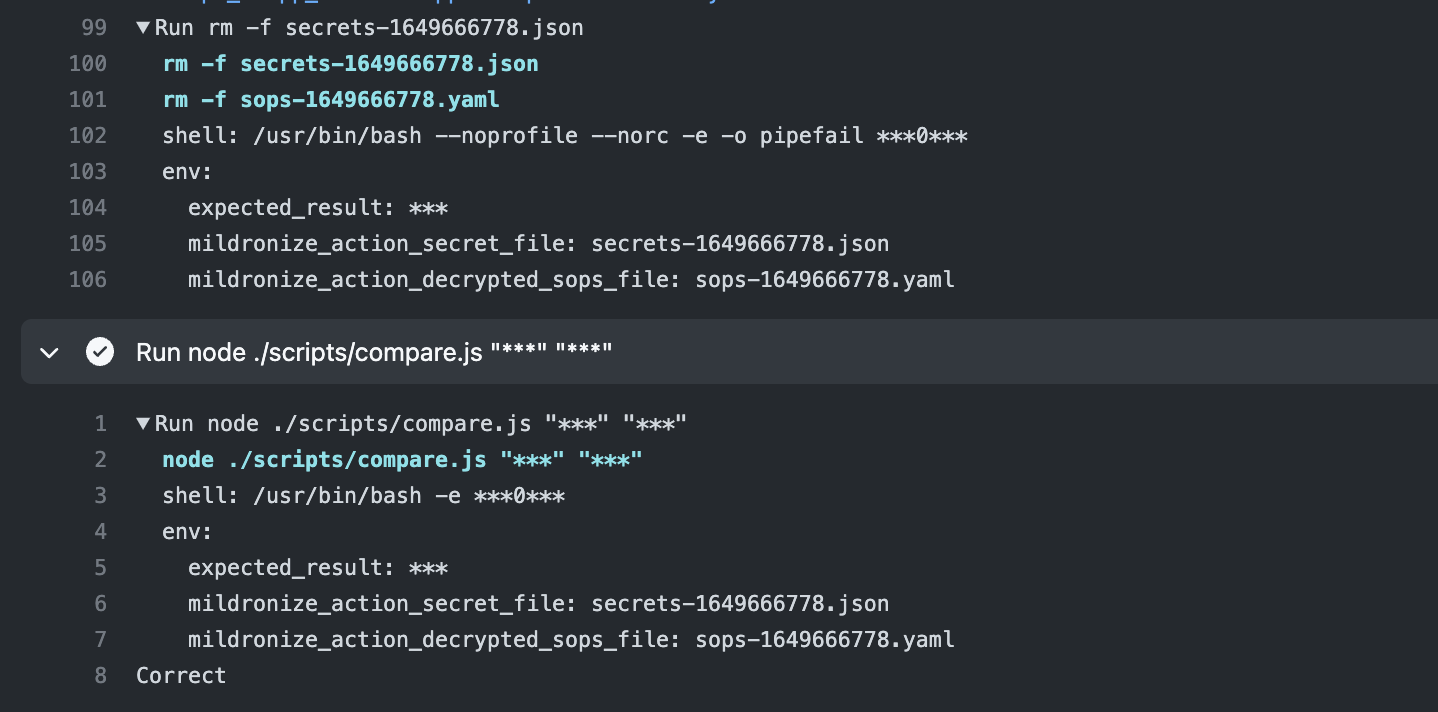 99 ▼Run rm -f secrets-1649666778.json
100 rm -f secrets-1649666778.json
101 rm -f sops-1649666778.yaml
102 shell: /usr/bin/bash --noprofile --norc -e -o pipefail ***0***
103 env:
104 expected_result: ***
105 mildronize_action_secret_file: secrets-1649666778.json
106 mildronize_action_decrypted_sops_file: sops-1649666778.yaml
Run node ./scripts/compare.js "***" "***"
1 ▼Run node ./scripts/compare.js "***" "***"
2 node ./scripts/compare.js "***" "***"
3 shell: /usr/bin/bash -e ***0***
4 env:
5 expected_result: ***
6 mildronize_action_secret_file: secrets-1649666778.json
7 mildronize_action_decrypted_sops_file: sops-1649666778.yaml
8 Correct